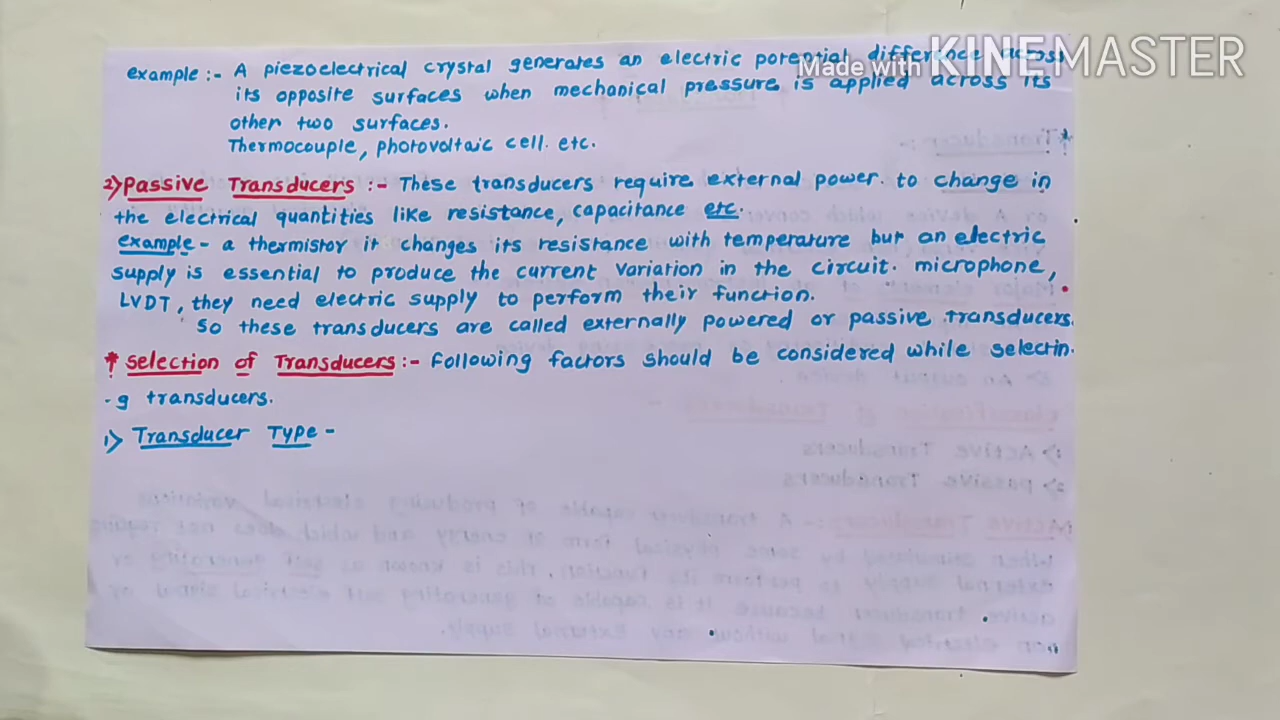 Made with KINEMASTER
example :- A piezoelectrical crystal generates an electric potential difference across
its opposite surfaces when mechanical pressure is applied across its
other two surfaces.
Thermocouple, photovoltaic cell. etc.
2) Passive Transducers :- These transducers require external power. to change in
the electrical quantities like resistance, capacitance etc.
example - a thermistor it changes its resistance with temperature but an electric
supply is essential to produce the current variation in the circuit. microphone,
LVDT, they need electric supply to perform their function.
So these transducers are called externally powered or passive transducers.
* Selection of Transducers :- Following factors should be considered while selectin.
-g transducers.
1) Transducer Type -